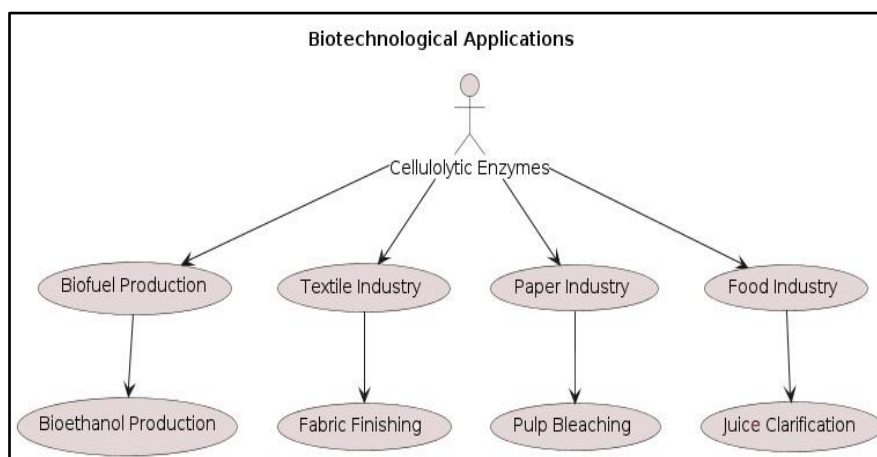 Biotechnological Applications
Cellulolytic Enzymes
Biofuel Production
Textile Industry
Paper Industry
Food Industry
Bioethanol Production
Fabric Finishing
Pulp Bleaching
Juice Clarification